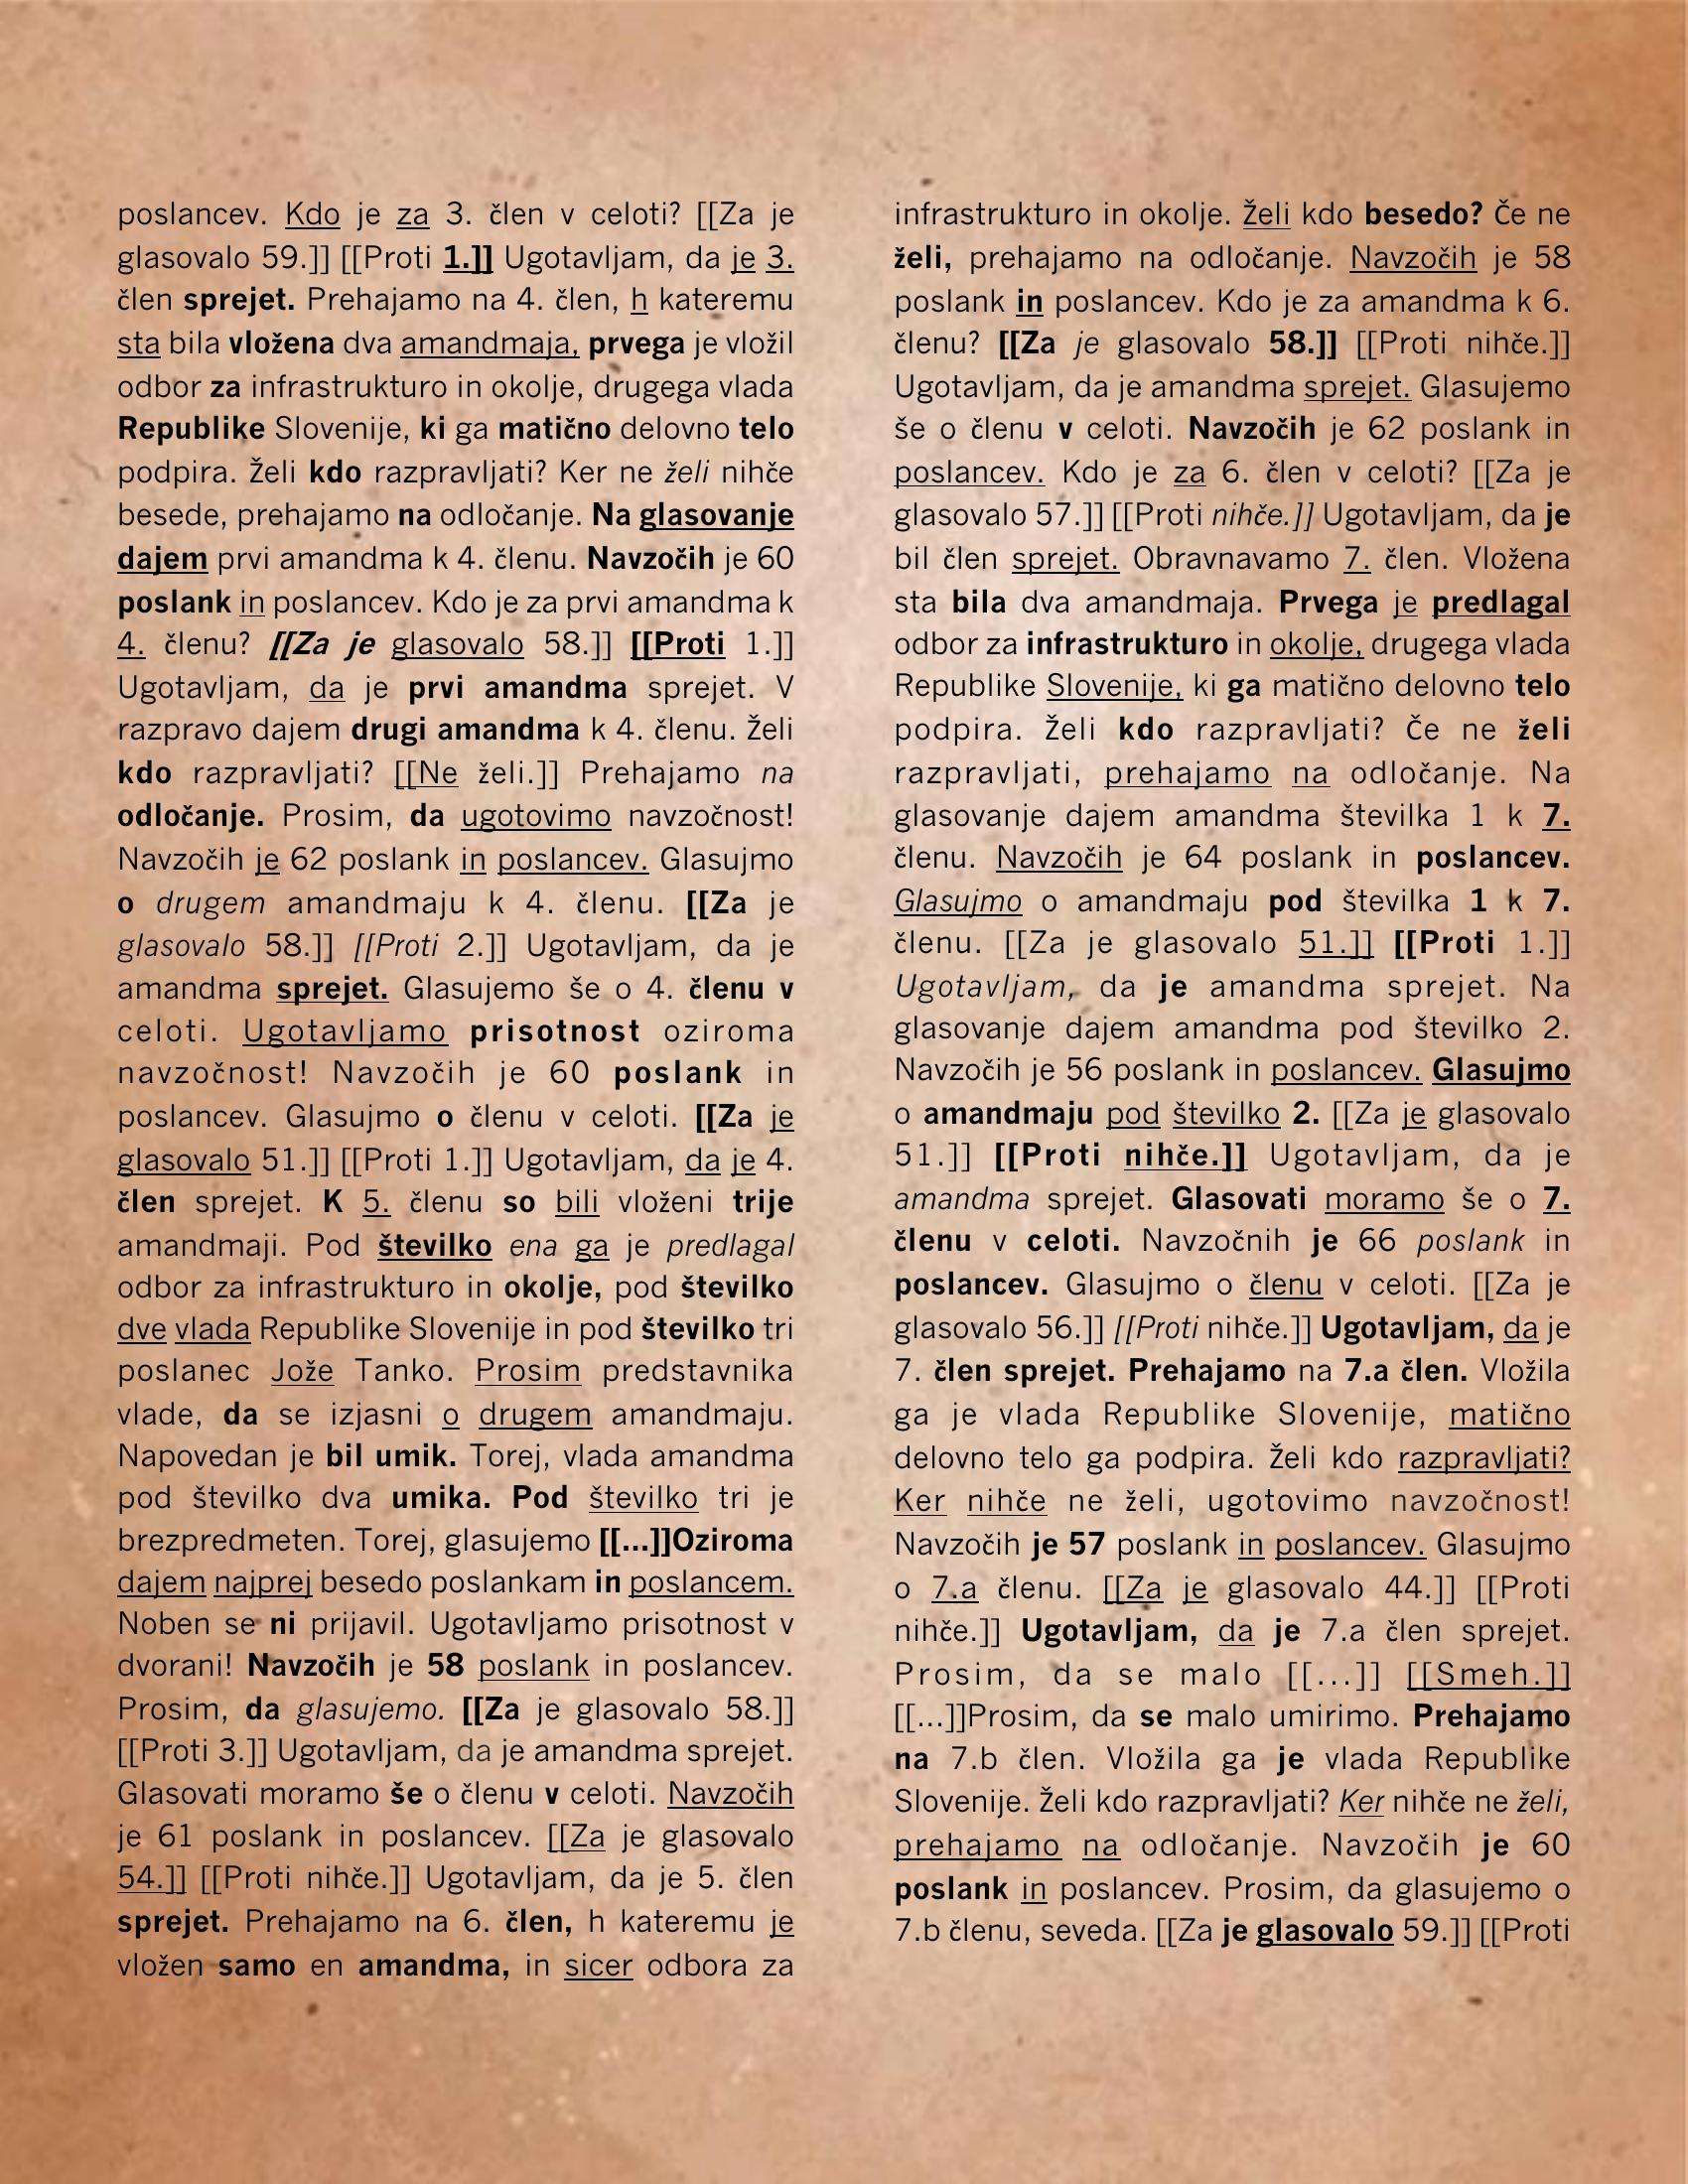 poslancev. Kdo je za 3. člen v celoti? [[Za je
glasovalo 59.]] [[Proti 1.]] Ugotavljam, da je 3.
člen sprejet. Prehajamo na 4. člen, h kateremu
sta bila vložena dva amandmaja, prvega je vložil
odbor za infrastrukturo in okolje, drugega vlada
Republike Slovenije, ki ga matično delovno telo
podpira. Želi kdo razpravljati? Ker ne želi nihče
besede, prehajamo na odločanje. Na glasovanje
dajem prvi amandma k 4. členu. Navzočih je 60
poslank in poslancev. Kdo je za prvi amandma k
4. členu? [[Za je glasovalo 58.]] [[Proti 1.]]
Ugotavljam, da je prvi amandma sprejet. V
razpravo dajem drugi amandma k 4. členu. Želi
kdo razpravljati? [[Ne želi.]] Prehajamo na
odločanje. Prosim, da ugotovimo navzočnost!
Navzočih je 62 poslank in poslancev. Glasujmo
o drugem amandmaju k 4. členu. [[Za je
glasovalo 58.]] [[Proti 2.]] Ugotavljam, da je
amandma sprejet. Glasujemo še o 4. členu v
celoti. Ugotavljamo prisotnost oziroma
navzočnost! Navzočih je 60 poslank in
poslancev. Glasujmo o členu v celoti. [[Za je
glasovalo 51.]] [[Proti 1.]] Ugotavljam, da je 4.
člen sprejet. K 5. členu so bili vloženi trije
amandmaji. Pod številko ena ga je predlagal
odbor za infrastrukturo in okolje, pod številko
dve vlada Republike Slovenije in pod številko tri
poslanec Jože Tanko. Prosim predstavnika
vlade, da se izjasni o drugem amandmaju.
Napovedan je bil umik. Torej, vlada amandma
pod številko dva umika. Pod številko tri je
brezpredmeten. Torej, glasujemo [[...]]Oziroma
dajem najprej besedo poslankam in poslancem.
Noben se ni prijavil. Ugotavljamo prisotnost v
dvorani! Navzočih je 58 poslank in poslancev.
Prosim, da glasujemo. [[Za je glasovalo 58.]]
[[Proti 3.]] Ugotavljam, da je amandma sprejet.
Glasovati moramo še o členu v celoti. Navzočih
je 61 poslank in poslancev. [[Za je glasovalo
54.]] [[Proti nihče.]] Ugotavljam, da je 5. člen
sprejet. Prehajamo na 6. člen, h kateremu je
vložen samo en amandma, in sicer odbora za
infrastrukturo in okolje. Želi kdo besedo? Če ne
želi, prehajamo na odločanje. Navzočih je 58
poslank in poslancev. Kdo je za amandma k 6.
členu? [[Za je glasovalo 58.]] [[Proti nihče.]]
Ugotavljam, da je amandma sprejet. Glasujemo
še o členu v celoti. Navzočih je 62 poslank in
poslancev. Kdo je za 6. člen v celoti? [[Za je
glasovalo 57.]] [[Proti nihče.]] Ugotavljam, da je
bil člen sprejet. Obravnavamo 7. člen. Vložena
sta bila dva amandmaja. Prvega je predlagal
odbor za infrastrukturo in okolje, drugega vlada
Republike Slovenije, ki ga matično delovno telo
podpira. Želi kdo razpravljati? Če ne želi
razpravljati, prehajamo na odločanje. Na
glasovanje dajem amandma številka 1 k 7.
členu. Navzočih je 64 poslank in poslancev.
Glasujmo o amandmaju pod številka 1 k 7.
členu. [[Za je glasovalo 51.]] [[Proti 1.]]
Ugotavljam, da je amandma sprejet. Na
glasovanje dajem amandma pod številko 2.
Navzočih je 56 poslank in poslancev. Glasujmo
o amandmaju pod številko 2. [[Za je glasovalo
51.]] [[Proti nihče.]] Ugotavljam, da je
amandma sprejet. Glasovati moramo še o 7.
členu v celoti. Navzočnih je 66 poslank in
poslancev. Glasujmo o členu v celoti. [[Za je
glasovalo 56.]] [[Proti nihče.]] Ugotavljam, da je
7. člen sprejet. Prehajamo na 7.a člen. Vložila
ga je vlada Republike Slovenije, matično
delovno telo ga podpira. Želi kdo razpravljati?
Ker nihče ne želi, ugotovimo navzočnost!
Navzočih je 57 poslank in poslancev. Glasujmo
o 7.a členu. [[Za je glasovalo 44.]] [[Proti
nihče.]] Ugotavljam, da je 7.a člen sprejet.
Prosim, da se malo [[...]] [[Smeh.]]
[[...]]Prosim, da se malo umirimo. Prehajamo
na 7.b člen. Vložila ga je vlada Republike
Slovenije. Želi kdo razpravljati? Ker nihče ne želi,
prehajamo na odločanje. Navzočih je 60
poslank in poslancev. Prosim, da glasujemo o
7.b členu, seveda. [[Za je glasovalo 59.]] [[Proti